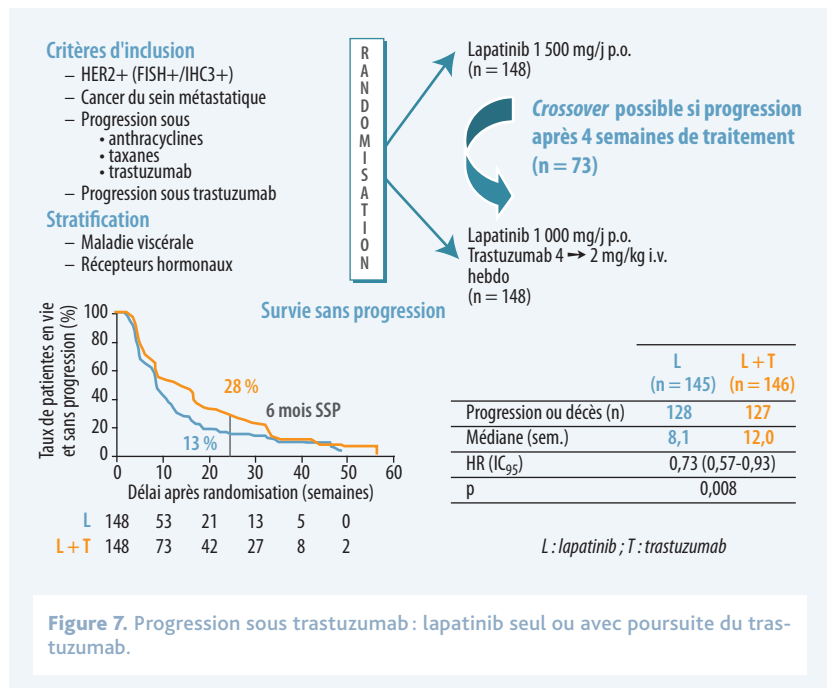 Critères d'inclusion
– HER2+ (FISH+/IHC3+)
– Cancer du sein métastatique
– Progression sous
• anthracyclines
• taxanes
• trastuzumab
– Progression sous trastuzumab
Stratification
– Maladie viscérale
– Récepteurs hormonaux
RANDOMISATION
Lapatinib 1 500 mg/j p.o.
(n = 148)
Crossover possible si progression
après 4 semaines de traitement
(n = 73)
Lapatinib 1 000 mg/j p.o.
Trastuzumab 4 → 2 mg/kg i.v.
hebdo
(n = 148)
Survie sans progression
Taux de patientes en vie
et sans progression (%)
100
80
60
40
20
0
28 %
6 mois SSP
13 %
0 10 20 30 40 50 60
Délai après randomisation (semaines)
L 148 53 21 13 5 0
L + T 148 73 42 27 8 2
L L + T
(n = 145) (n = 146)
Progression ou décès (n) 128 127
Médiane (sem.) 8,1 12,0
HR (IC95) 0,73 (0,57-0,93)
p 0,008
L : lapatinib ; T : trastuzumab
Figure 7. Progression sous trastuzumab : lapatinib seul ou avec poursuite du tras-
tuzumab.